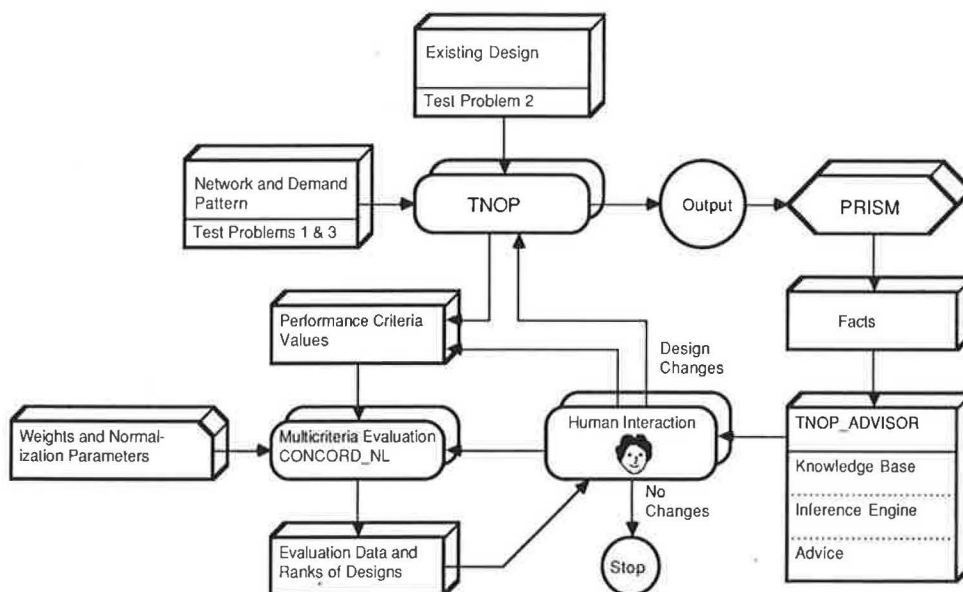 Existing Design
Test Problem 2
Network and Demand
Pattern
Test Problems 1 & 3
TNOP
Output
PRISM
Performance Criteria
Values
Design
Changes
Facts
Weights and Normal-
ization Parameters
Multicriteria Evaluation
CONCORD_NL
Human Interaction
TNOP_ADVISOR
Knowledge Base
Inference Engine
Advice
No
Changes
Evaluation Data and
Ranks of Designs
Stop